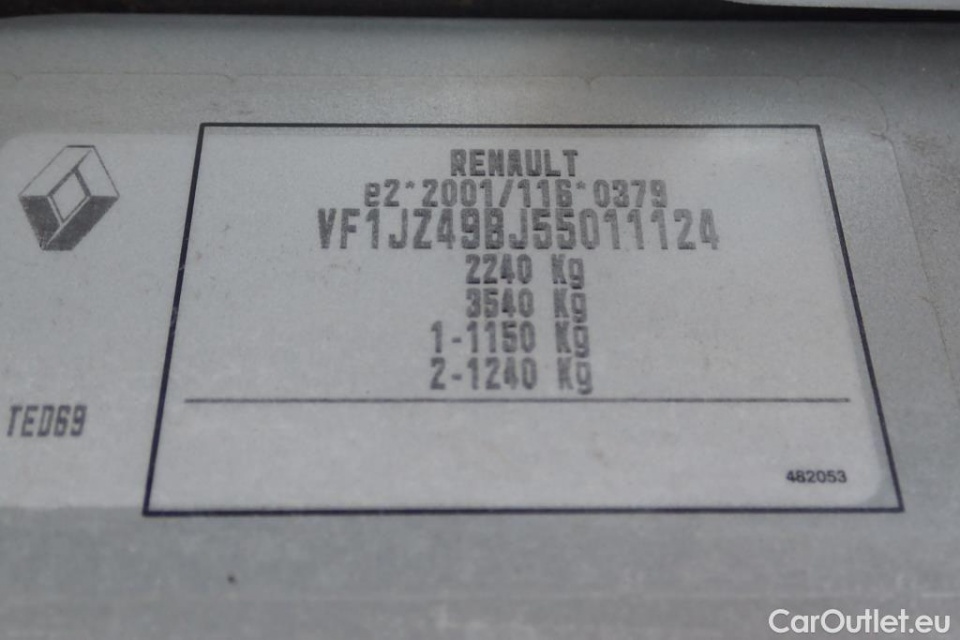 RENAULT
e2*2001/116*0379
VF1JZ49BJ55011124
2240 Kg
3540 Kg
1-1150 Kg
2-1240 Kg
TED69
482053
CarOutlet.eu